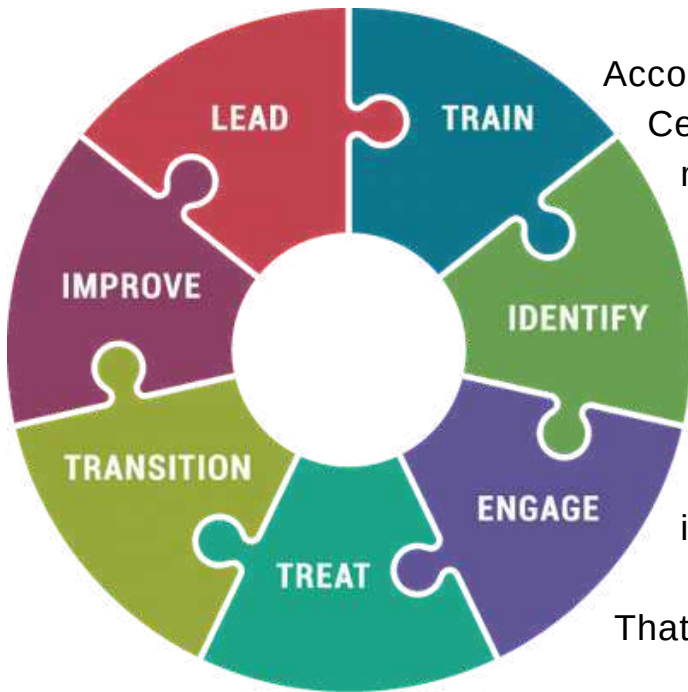 LEAD
TRAIN
IDENTIFY
ENGAGE
TREAT
TRANSITION
IMPROVE
That